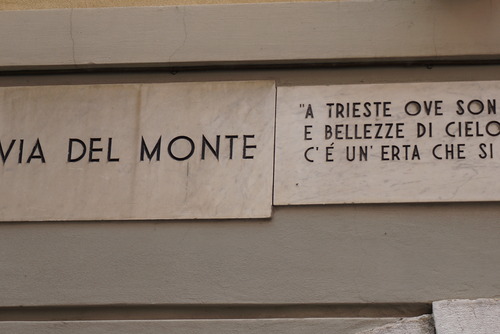 VIA DEL MONTE
"A TRIESTE OVE SON
E BELLEZZE DI CIELO
C'É UN' ERTA CHE SI